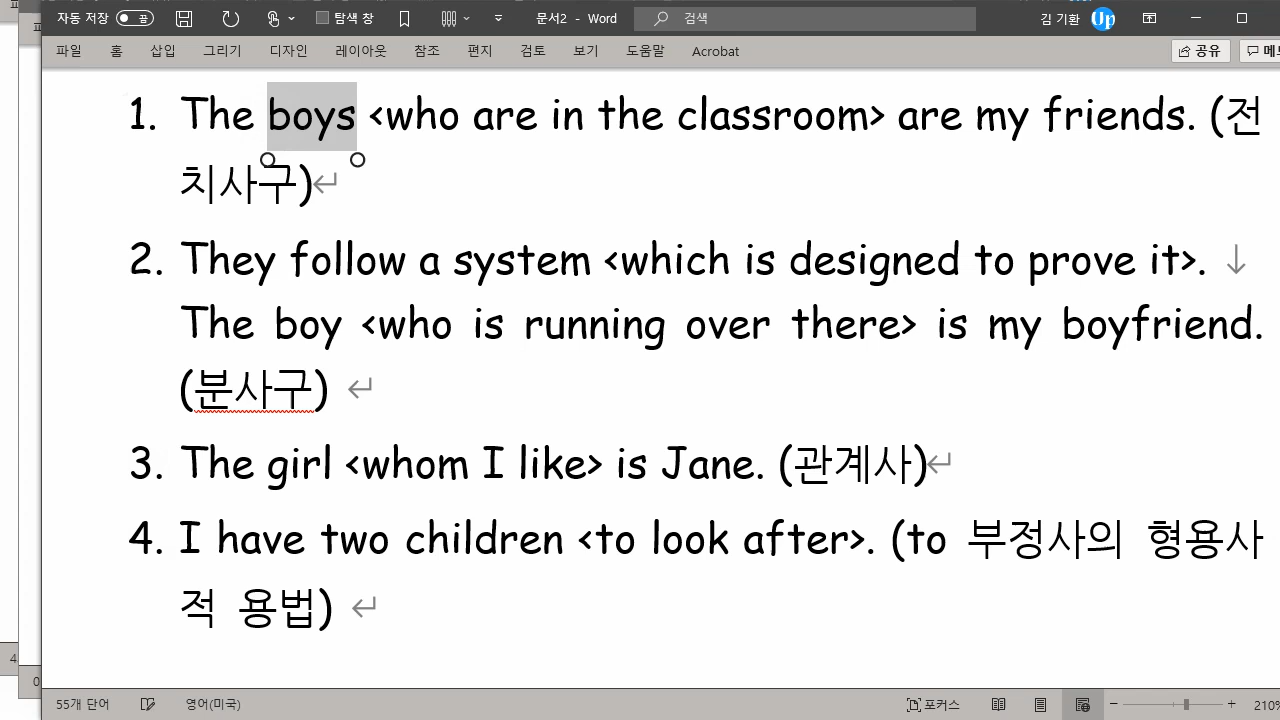 자동 저장 끔 탐색 창 문서2 - Word 검색 김 기환 Up
파일 홈 삽입 그리기 디자인 레이아웃 참조 편지 검토 보기 도움말 Acrobat 공유 메모
1. The boys <who are in the classroom> are my friends. (전
치사구)
2. They follow a system <which is designed to prove it>.
The boy <who is running over there> is my boyfriend.
(분사구)
3. The girl <whom I like> is Jane. (관계사)
4. I have two children <to look after>. (to 부정사의 형용사
적 용법)
55개 단어 영어(미국) 포커스 210%